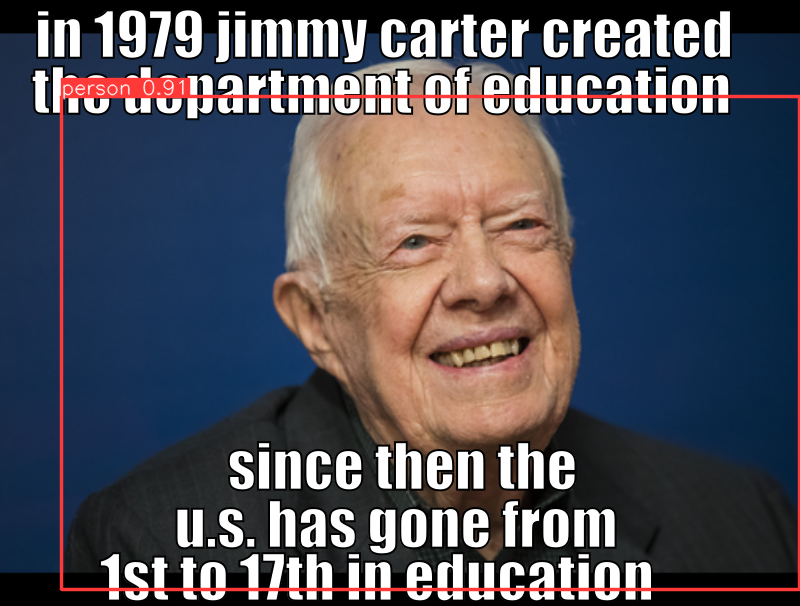 in 1979 jimmy carter created
the department of education
person 0.91
since then the
u.s. has gone from
1st to 17th in education